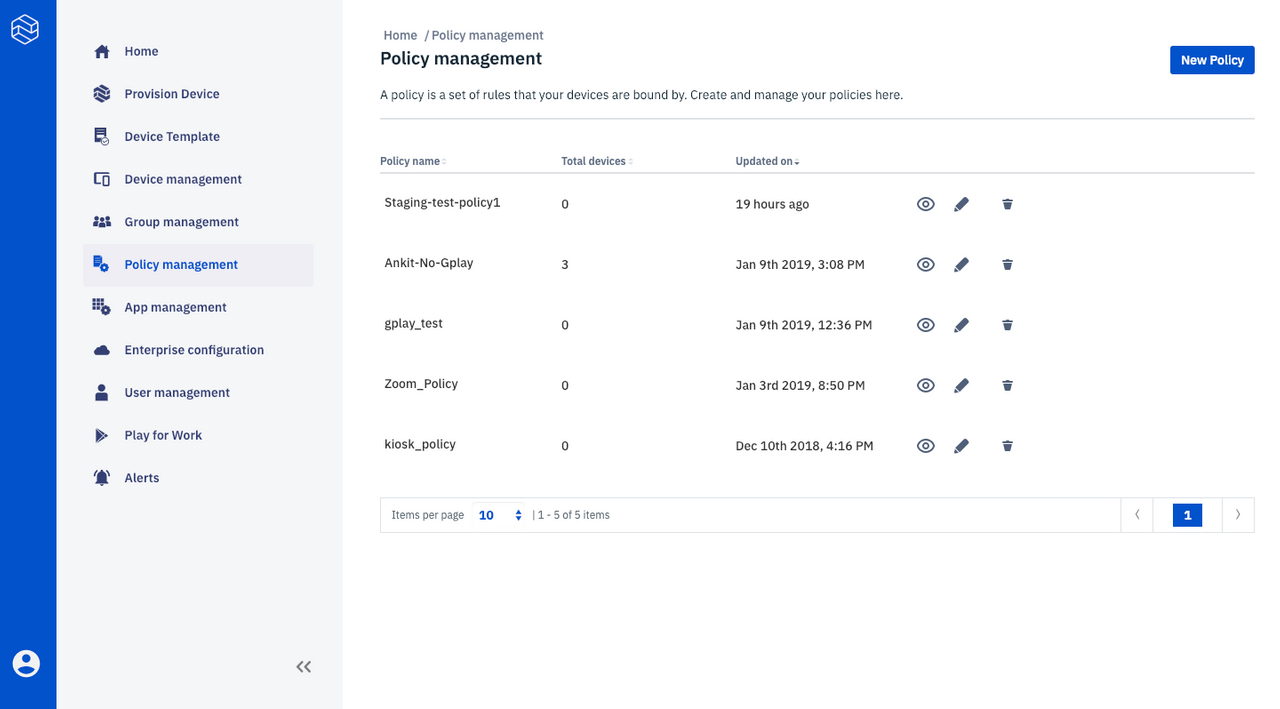 Home
Provision Device
Device Template
Device management
Group management
Policy management
App management
Enterprise configuration
User management
Play for Work
Alerts
Home / Policy management
Policy management
New Policy
A policy is a set of rules that your devices are bound by. Create and manage your policies here.
Policy name Total devices Updated on
Staging-test-policy1 0 19 hours ago
Ankit-No-Gplay 3 Jan 9th 2019, 3:08 PM
gplay_test 0 Jan 9th 2019, 12:36 PM
Zoom_Policy 0 Jan 3rd 2019, 8:50 PM
kiosk_policy 0 Dec 10th 2018, 4:16 PM
Items per page 10 | 1 - 5 of 5 items 1